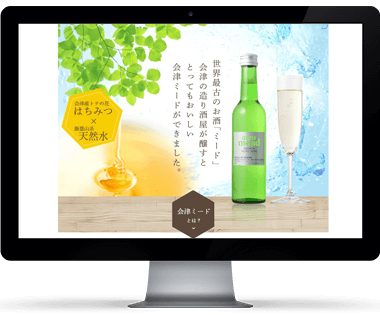 世界最古のお酒「ミード」
会津の造り酒屋が醸すと
とってもおいしい
会津ミードができました。
会津産トチの花
はちみつ
×
磐梯山系
天然水
mead
会津ミード
とは？